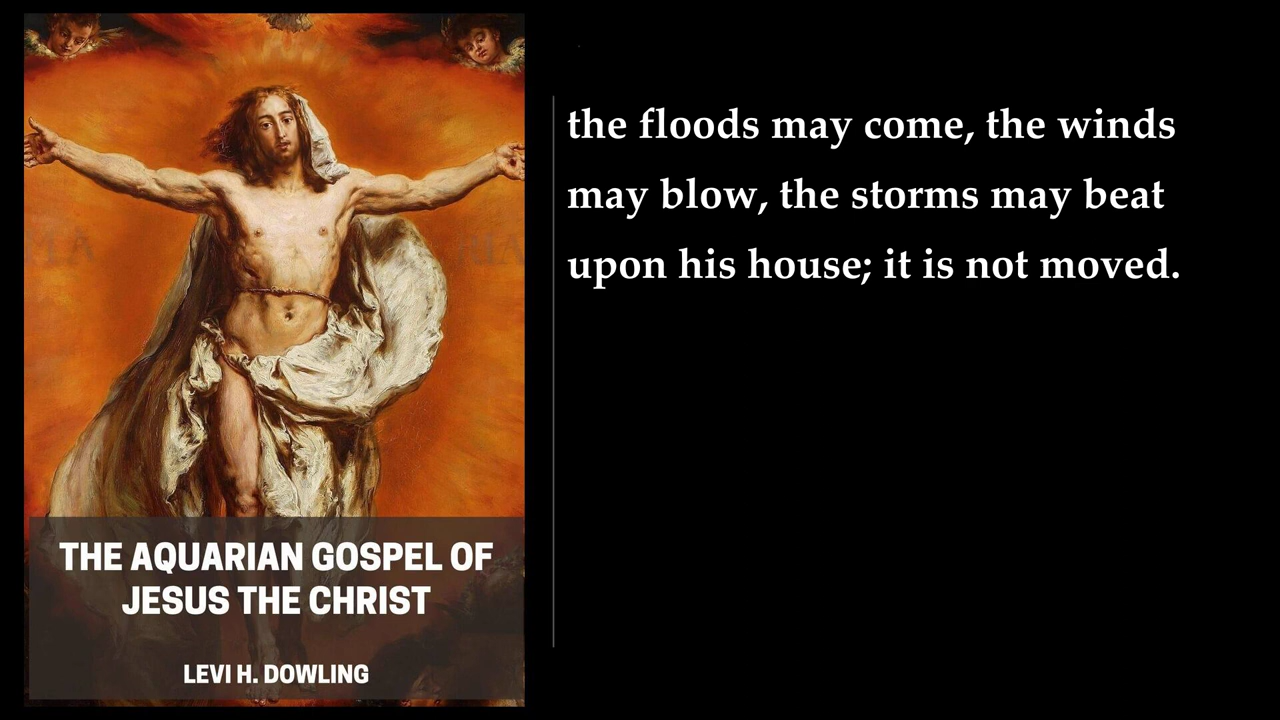 the floods may come, the winds
may blow, the storms may beat
upon his house; it is not moved.
THE AQUARIAN GOSPEL OF
JESUS THE CHRIST
LEVI H. DOWLING